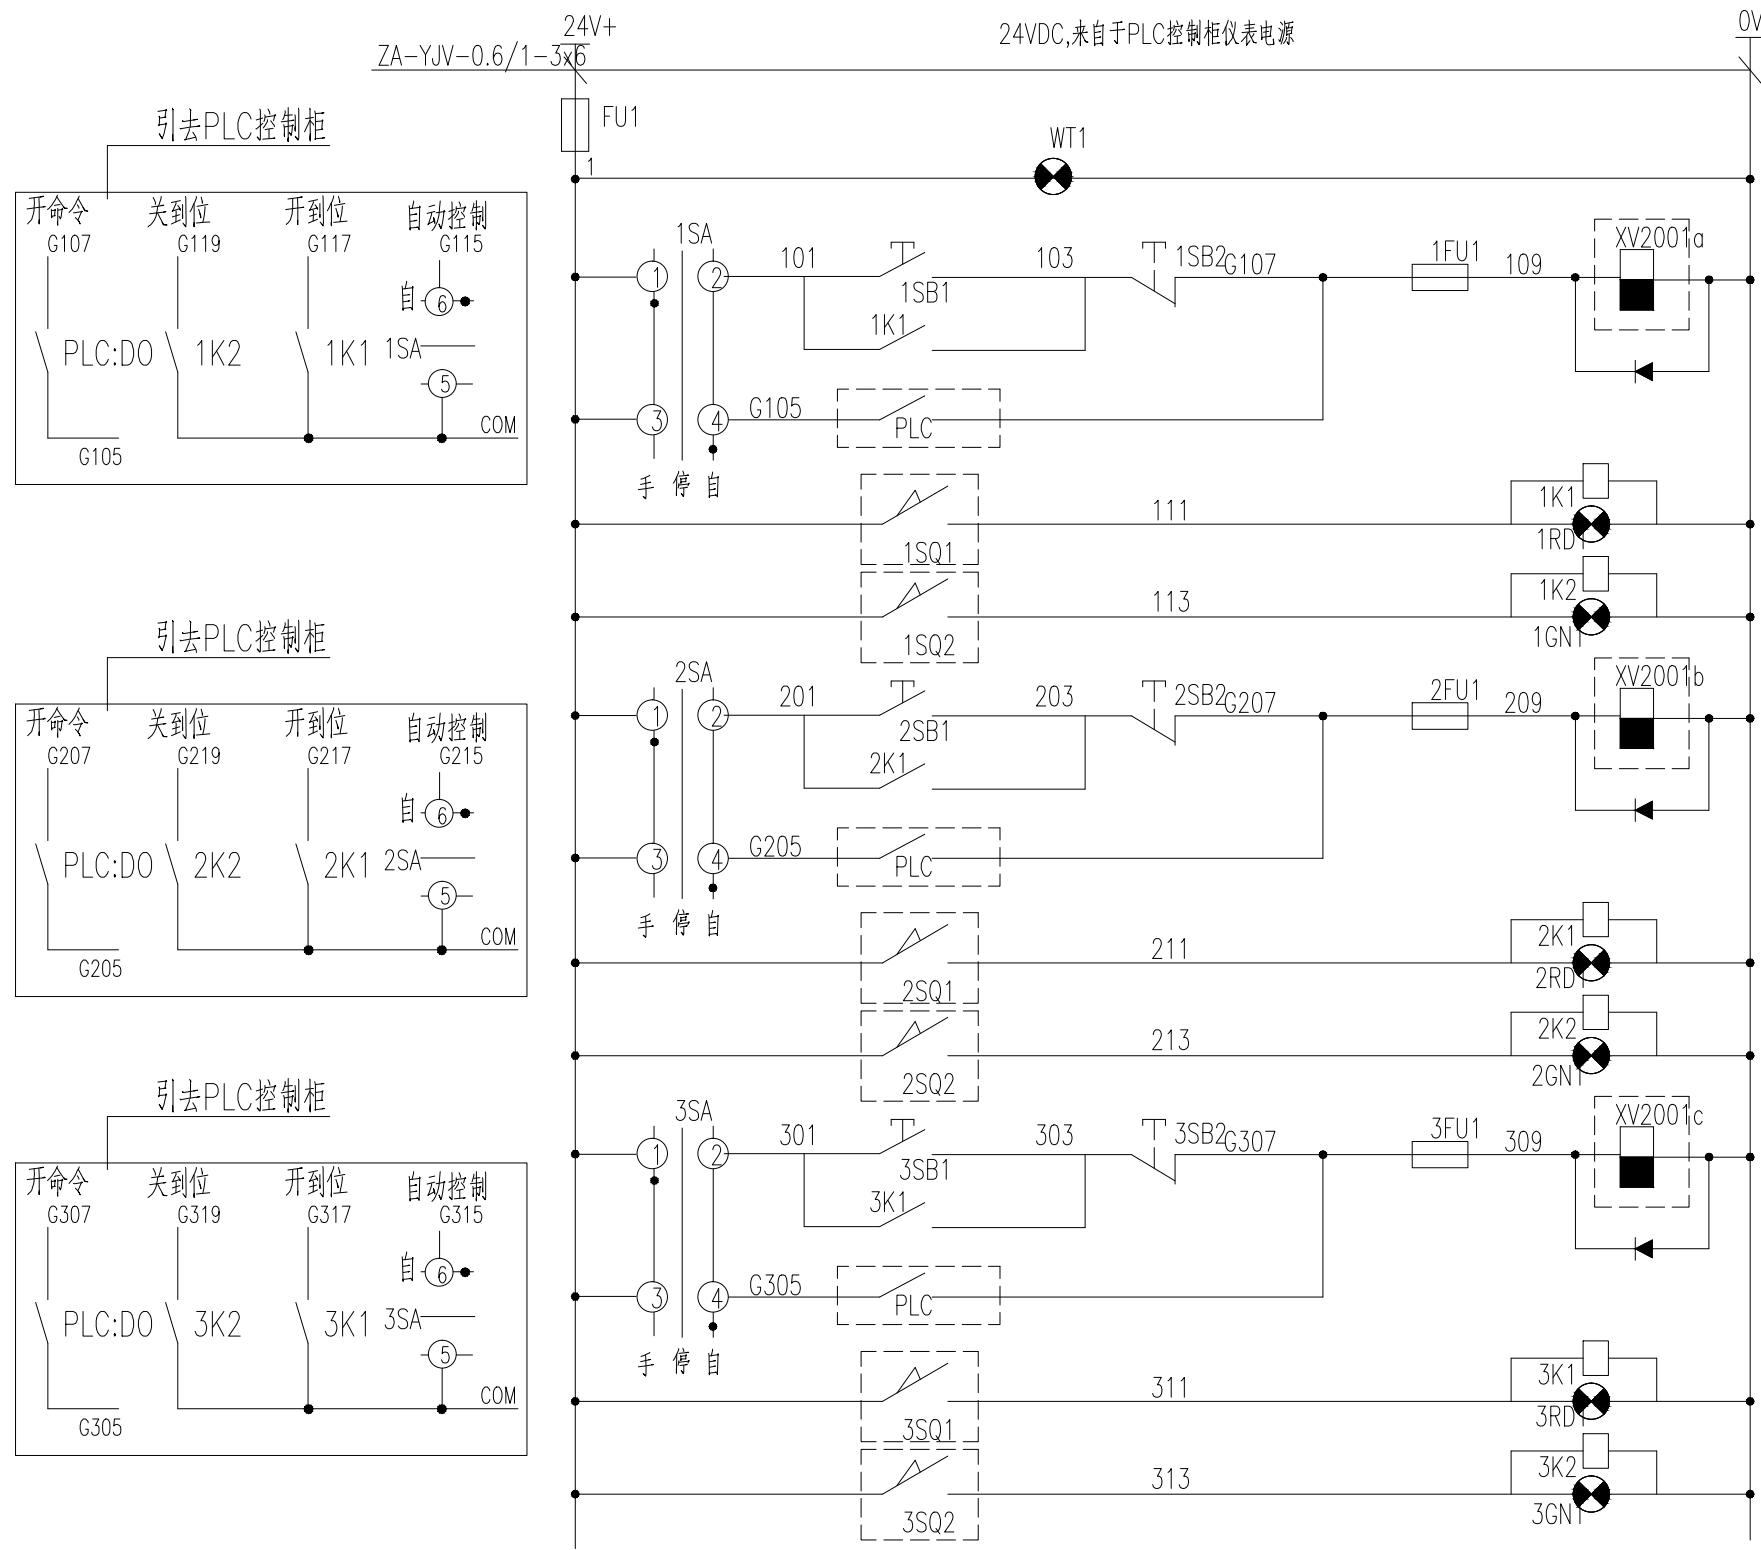 24V+
24VDC,来自于PLC控制柜仪表电源
0V
ZA-YJV-0.6/1-3x6
FU1
1
WT1
引去PLC控制柜
开命令 关到位 开到位 自动控制
G107 G119 G117 G115
自 6
PLC:DO 1K2 1K1 1SA
5
COM
G105
1SA
1 2 101 1SB1 103 1SB2 G107 1FU1 109 XV2001a
1K1
3 4 G105 PLC
手 停 自
1SQ1 111 1K1
1RD1
1SQ2 113 1K2
1GN1
引去PLC控制柜
开命令 关到位 开到位 自动控制
G207 G219 G217 G215
自 6
PLC:DO 2K2 2K1 2SA
5
COM
G205
2SA
1 2 201 2SB1 203 2SB2 G207 2FU1 209 XV2001b
2K1
3 4 G205 PLC
手 停 自
2SQ1 211 2K1
2RD1
2SQ2 213 2K2
2GN1
引去PLC控制柜
开命令 关到位 开到位 自动控制
G307 G319 G317 G315
自 6
PLC:DO 3K2 3K1 3SA
5
COM
G305
3SA
1 2 301 3SB1 303 3SB2 G307 3FU1 309 XV2001c
3K1
3 4 G305 PLC
手 停 自
3SQ1 311 3K1
3RD1
3SQ2 313 3K2
3GN1